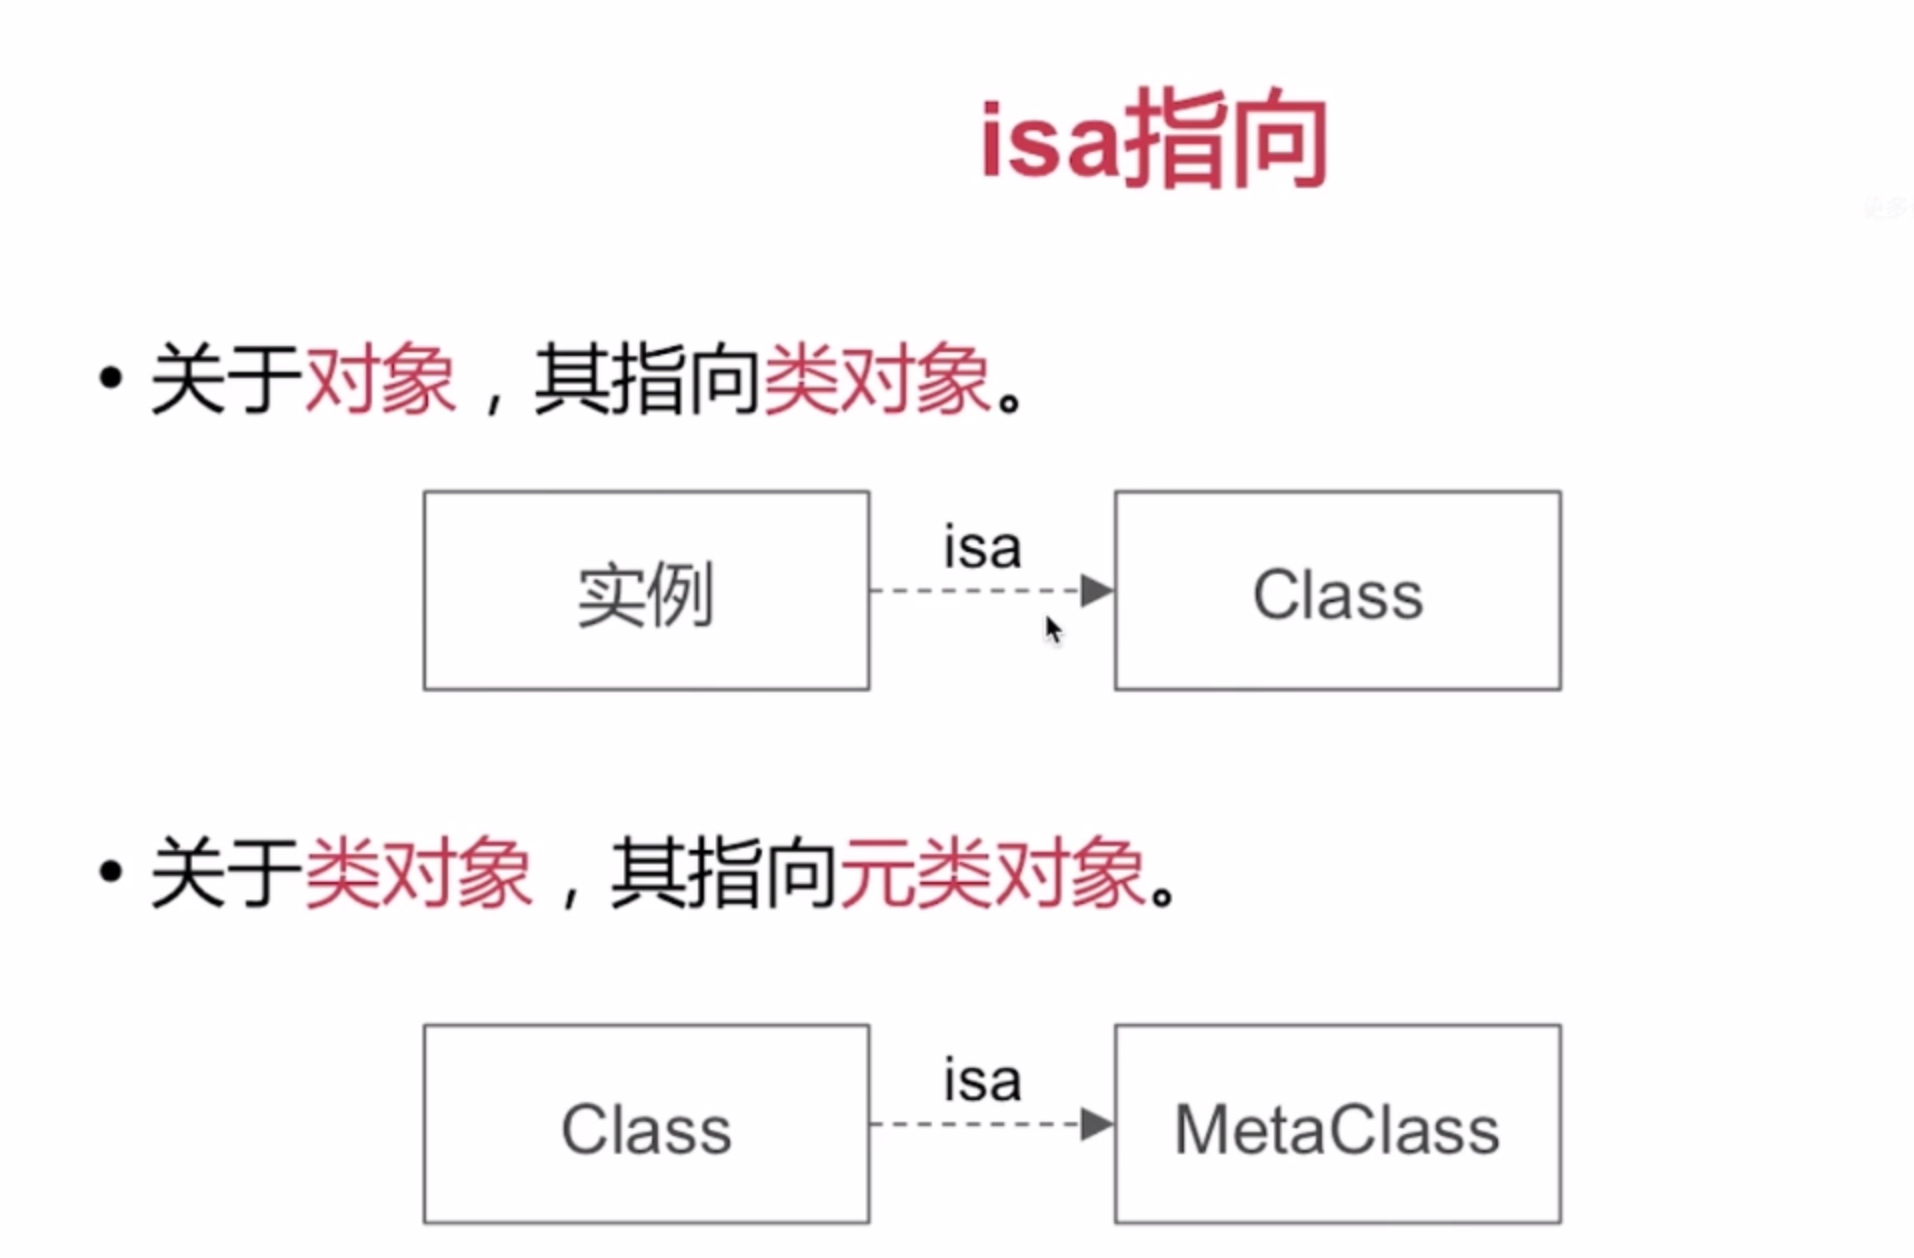 isa指向
• 关于对象，其指向类对象。
isa
实例
Class
• 关于类对象，其指向元类对象。
isa
Class
MetaClass